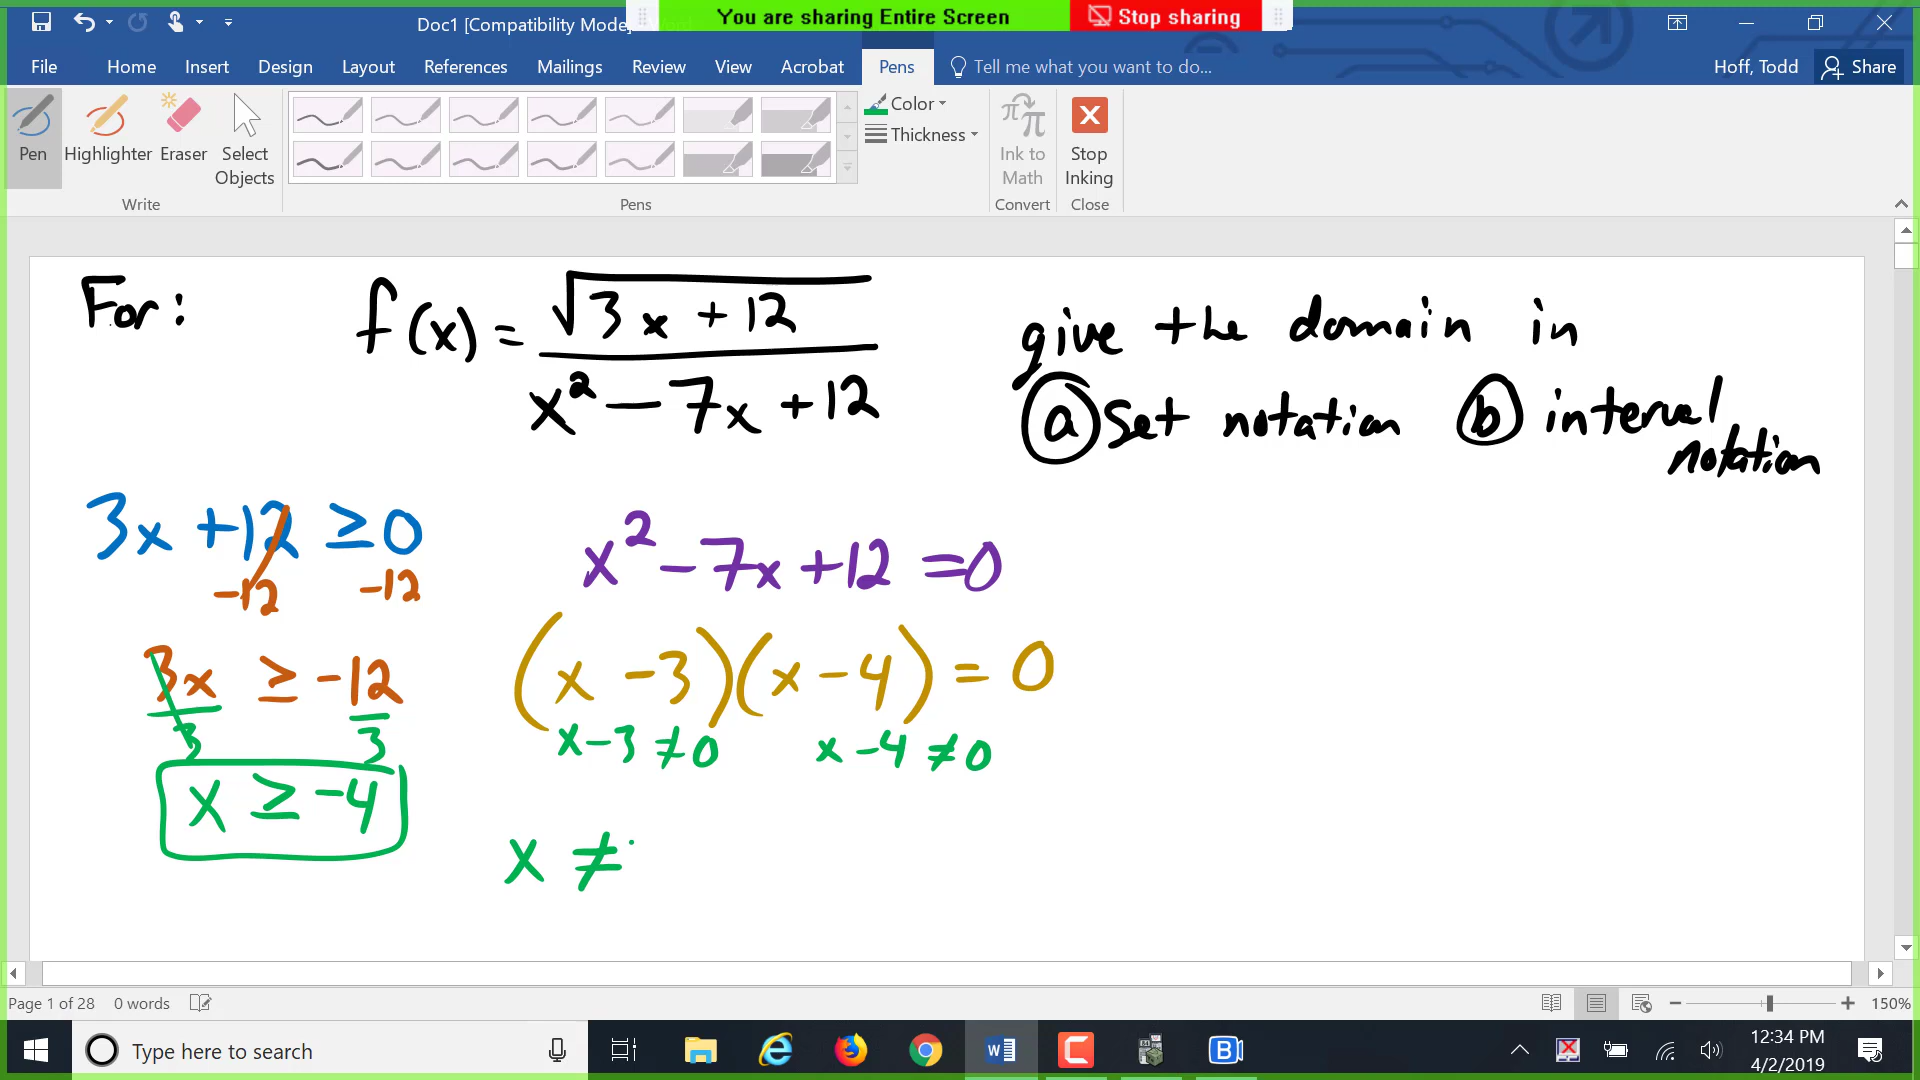 You are sharing Entire Screen Stop sharing
Doc1 [Compatibility Mode]
File Home Insert Design Layout References Mailings Review View Acrobat Pens Tell me what you want to do... Hoff, Todd Share
Pen Highlighter Eraser Select Objects
Color
Thickness
Ink to Math
Stop Inking
Write Pens Convert Close
For: f(x) = √(3x + 12) / (x² − 7x + 12)
give the domain in
ⓐ Set notation ⓑ interval notation
3x + 12 ≥ 0
−12 −12
3x ≥ −12
3 3
x ≥ −4
x² − 7x + 12 = 0
(x − 3)(x − 4) = 0
x − 3 ≠ 0 x − 4 ≠ 0
x ≠
Page 1 of 28 0 words 150%
Type here to search
12:34 PM
4/2/2019